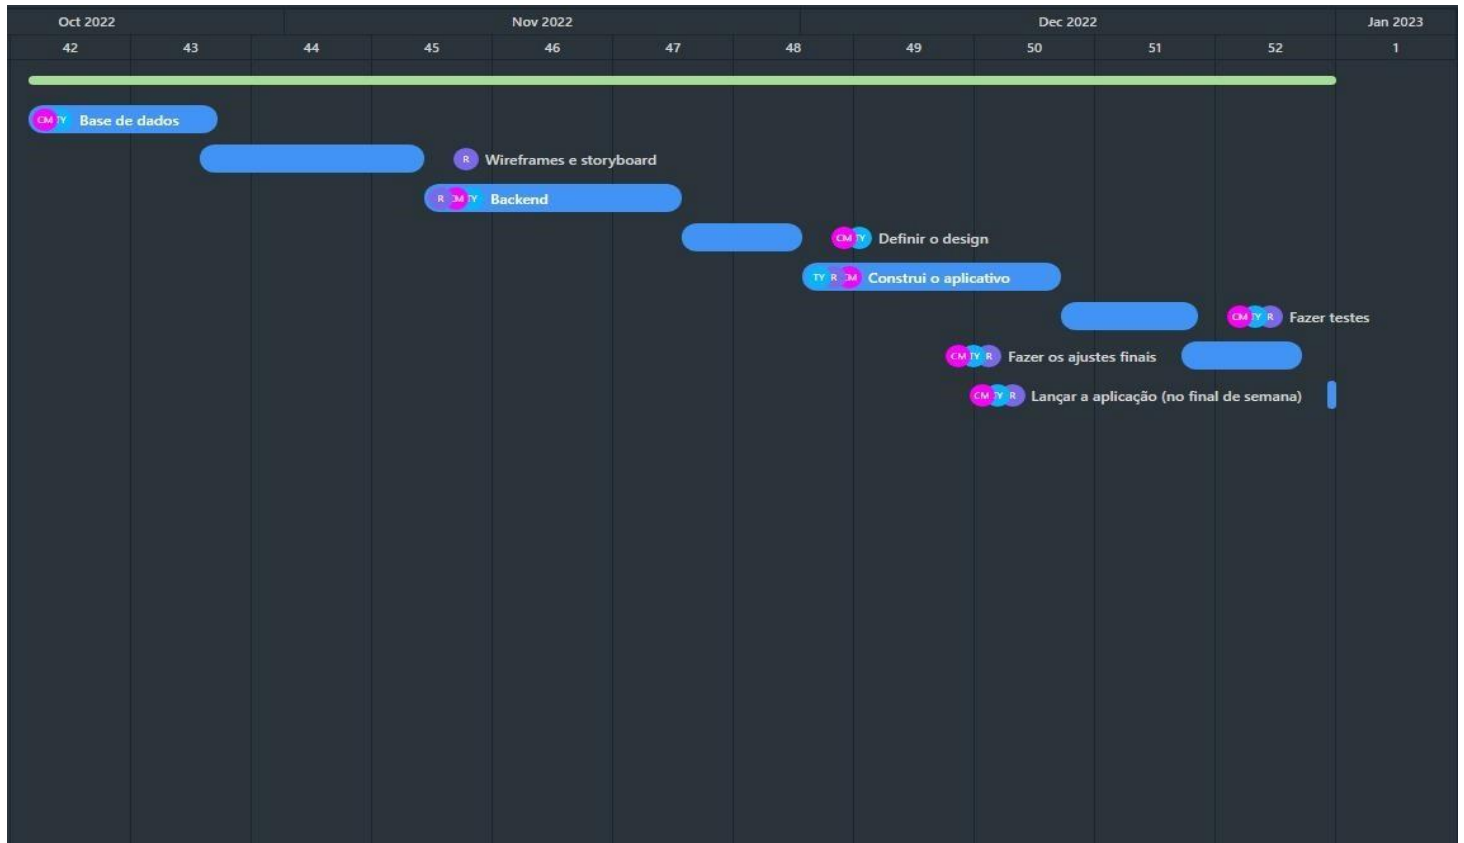 Oct 2022 Nov 2022 Dec 2022 Jan 2023
42 43 44 45 46 47 48 49 50 51 52 1
CM TY Base de dados
R Wireframes e storyboard
R CM TY Backend
CM TY Definir o design
TY R CM Construi o aplicativo
CM TY R Fazer testes
CM TY R Fazer os ajustes finais
CM TY R Lançar a aplicação (no final de semana)